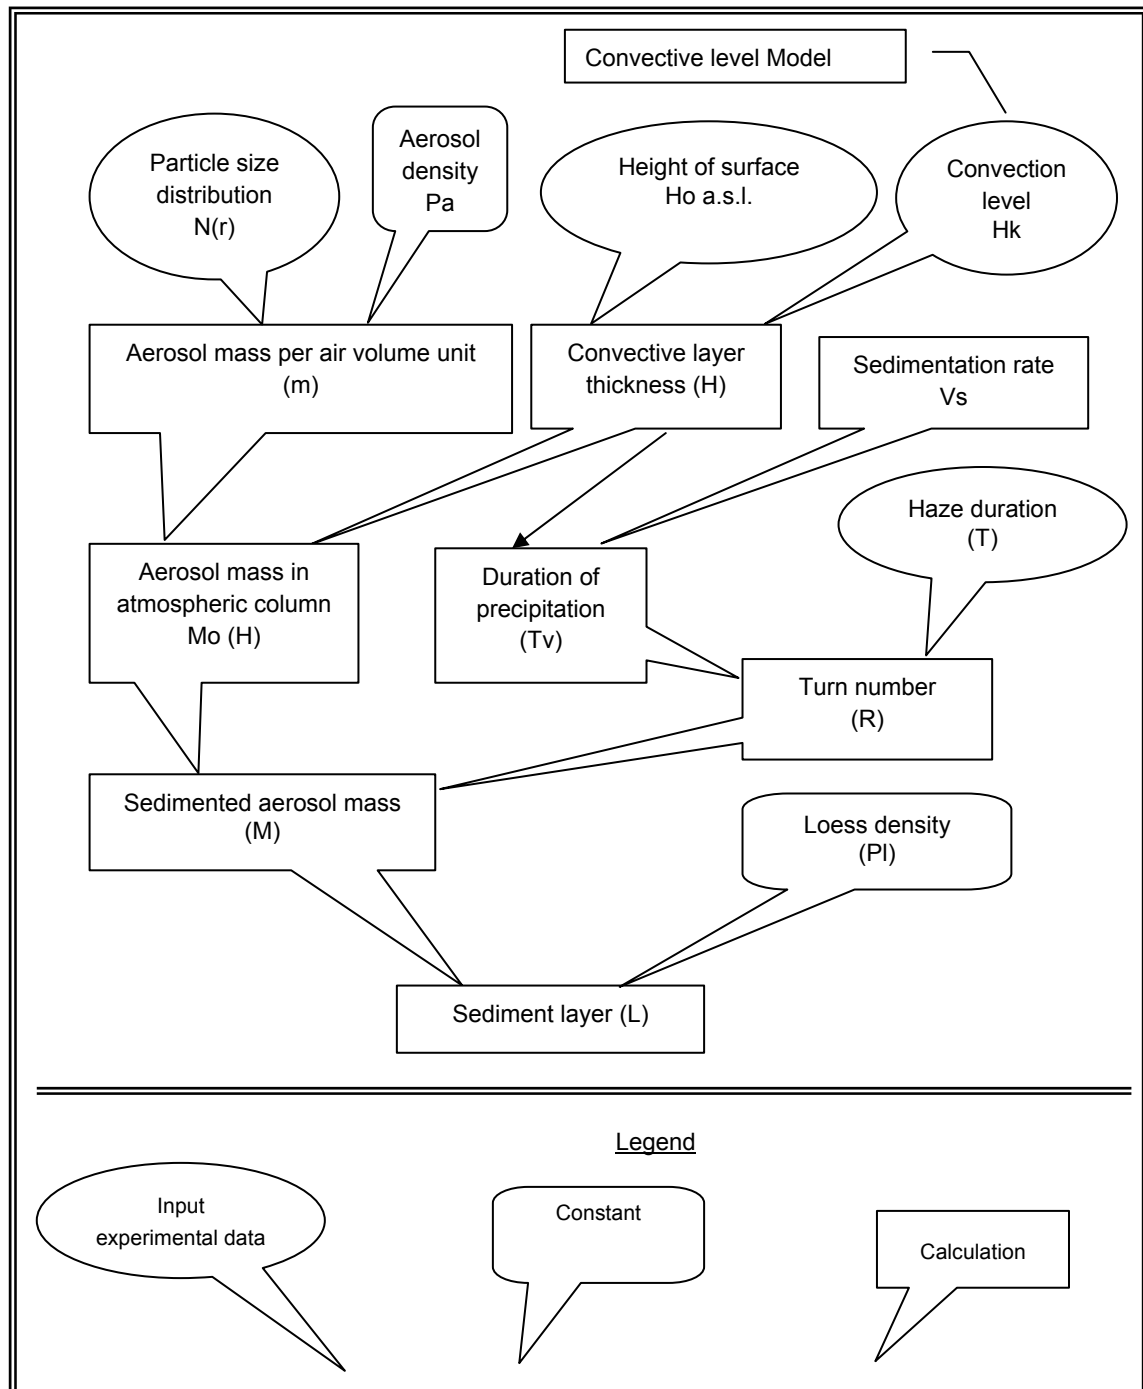 Convective level Model
Particle size
distribution
N(r)
Aerosol
density
Pa
Height of surface
Ho a.s.l.
Convection
level
Hk
Aerosol mass per air volume unit
(m)
Convective layer
thickness (H)
Sedimentation rate
Vs
Haze duration
(T)
Aerosol mass in
atmospheric column
Mo (H)
Duration of
precipitation
(Tv)
Turn number
(R)
Sedimented aerosol mass
(M)
Loess density
(Pl)
Sediment layer (L)
Legend
Input
experimental data
Constant
Calculation